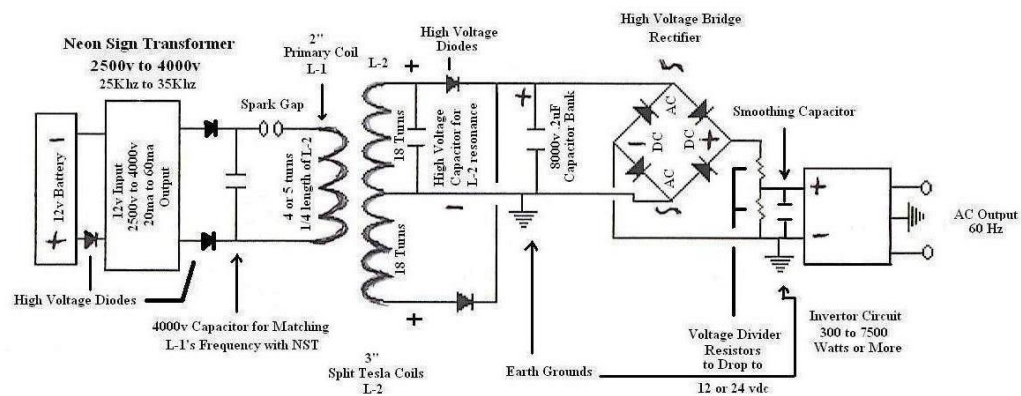 High Voltage Bridge
Rectifier
Neon Sign Transformer
2500v to 4000v
25Khz to 35Khz
2"
Primary Coil
L-1
L-2
+
High Voltage
Diodes
Spark Gap
12v Battery
12v Input
2500v to 4000v
20ma to 60ma
Output
4 or 5 turns
1/4 length of L-2
18 Turns
High Voltage
Capacitor for
L-2 resonance
+
8000v .2uF
Capacitor Bank
AC
DC
DC
AC
+
Smoothing Capacitor
+
-
AC Output
60 Hz
+
-
18 Turns
+
High Voltage Diodes
4000v Capacitor for Matching
L-1's Frequency with NST
3"
Split Tesla Coils
L-2
Earth Grounds
Voltage Divider
Resistors
to Drop to
12 or 24 vdc
Invertor Circuit
300 to 7500
Watts or More